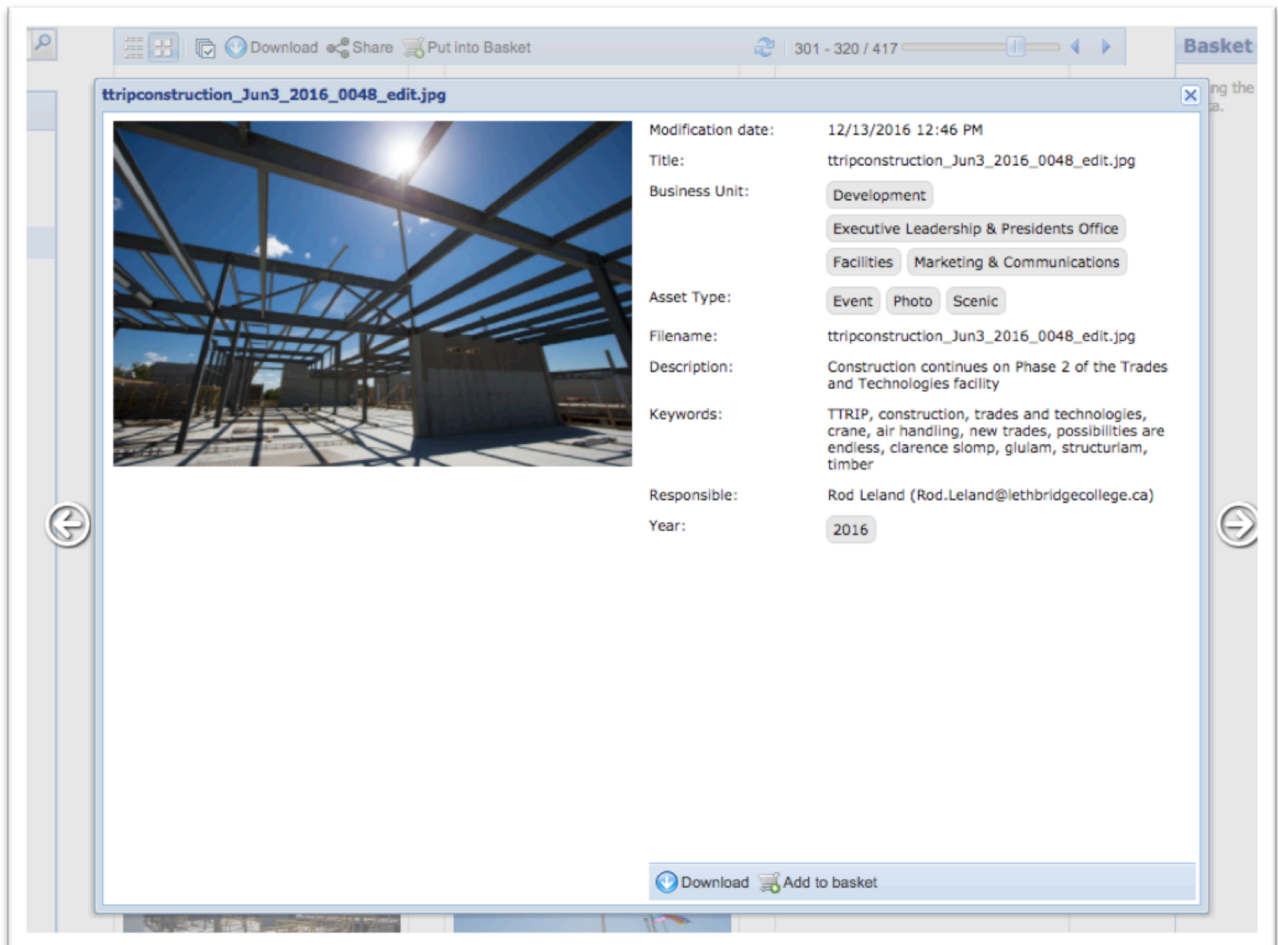 Download Share Put into Basket 301 - 320 / 417 Basket
ttripconstruction_Jun3_2016_0048_edit.jpg
ng the
Modification date: 12/13/2016 12:46 PM
Title: ttripconstruction_Jun3_2016_0048_edit.jpg
Business Unit: Development
Executive Leadership & Presidents Office
Facilities Marketing & Communications
Asset Type: Event Photo Scenic
Filename: ttripconstruction_Jun3_2016_0048_edit.jpg
Description: Construction continues on Phase 2 of the Trades
and Technologies facility
Keywords: TTRIP, construction, trades and technologies,
crane, air handling, new trades, possibilities are
endless, clarence slomp, glulam, structurlam,
timber
Responsible: Rod Leland (Rod.Leland@lethbridgecollege.ca)
Year: 2016
Download Add to basket